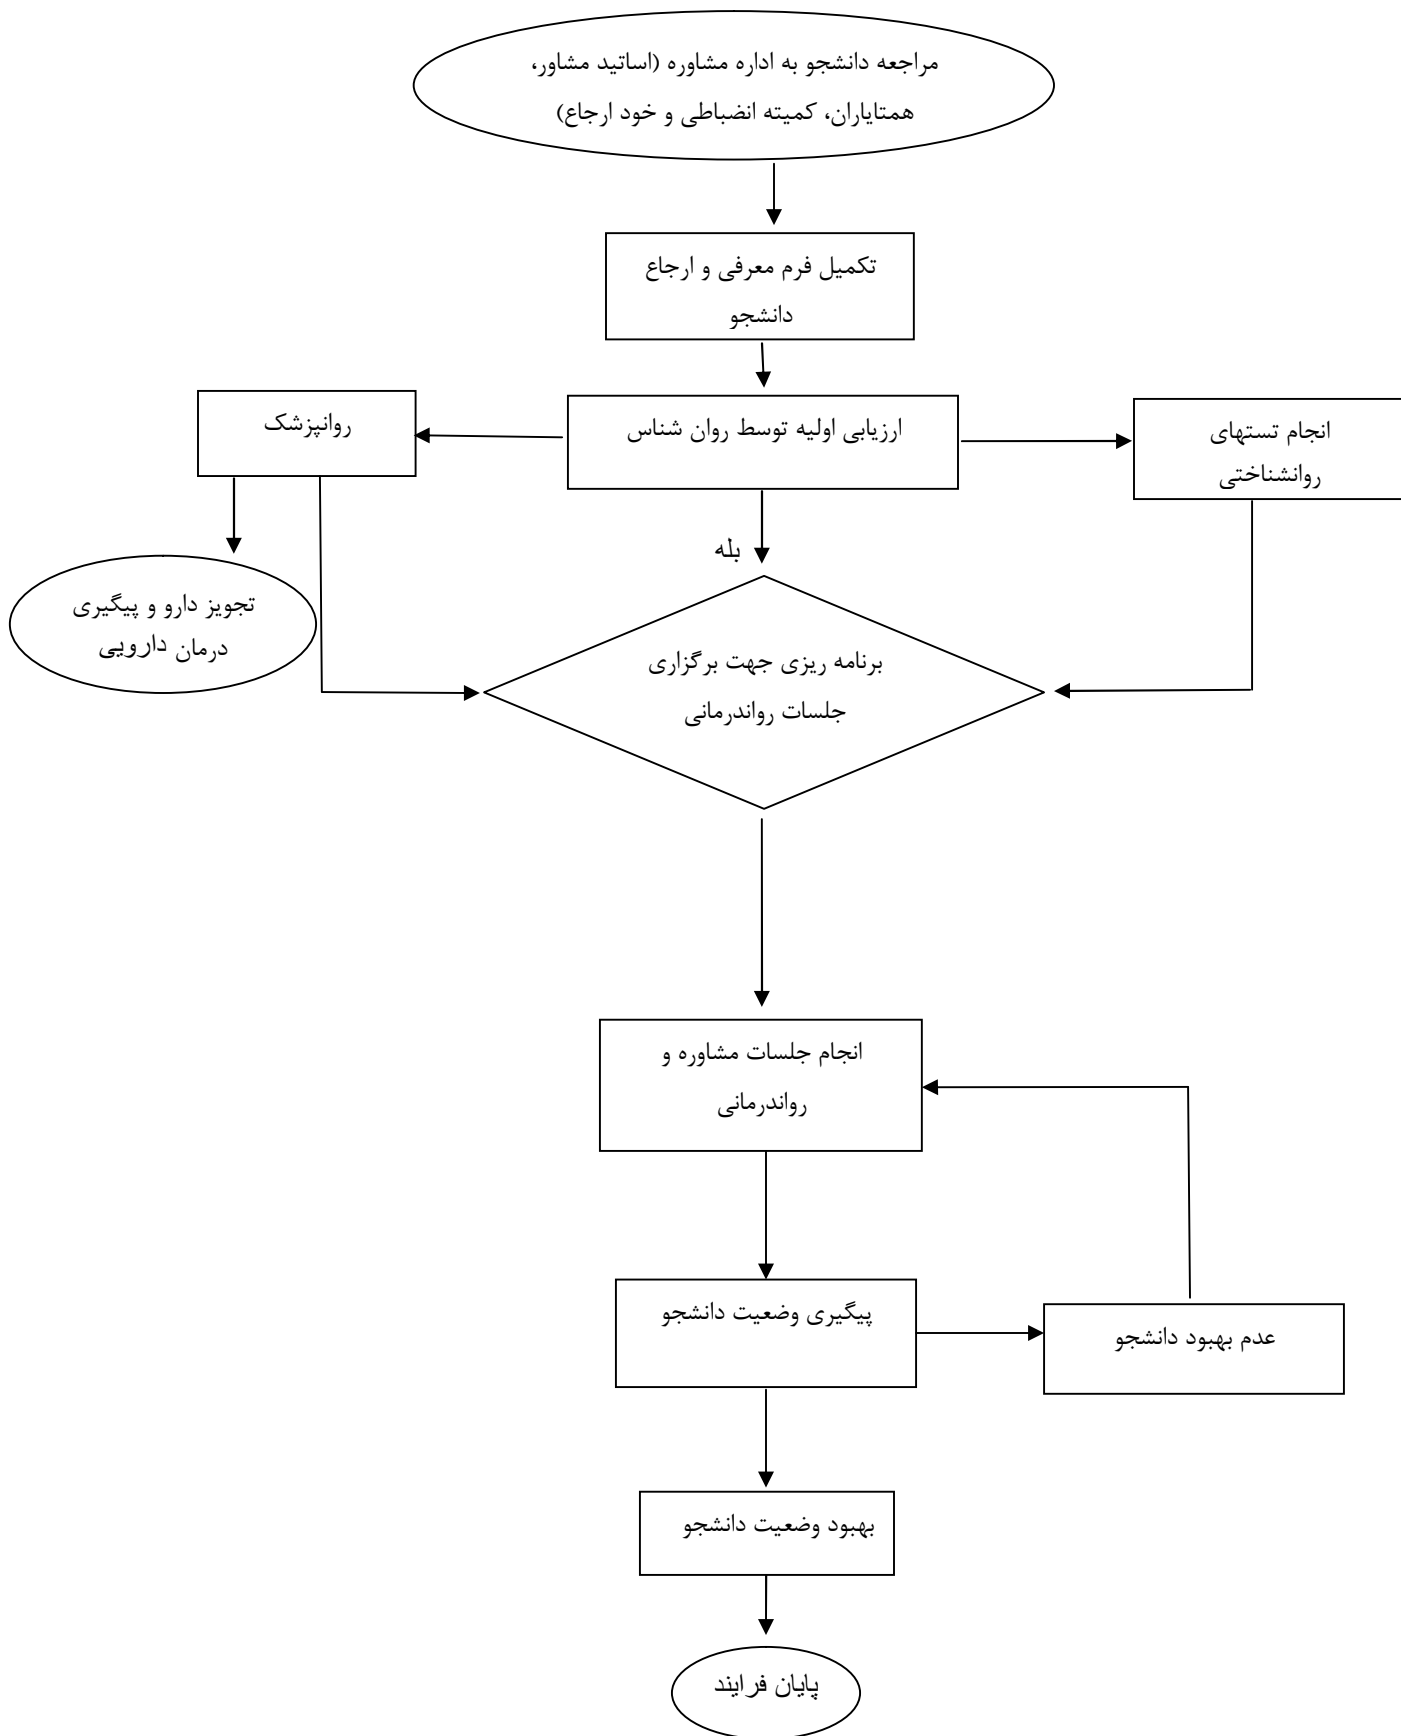 مراجعه دانشجو به اداره مشاوره (اساتید مشاور،
همتایاران، کمیته انضباطی و خود ارجاع)
تکمیل فرم معرفی و ارجاع
دانشجو
ارزیابی اولیه توسط روان شناس
روانپزشک
انجام تستهای
روانشناختی
بله
تجویز دارو و پیگیری
درمان دارویی
برنامه ریزی جهت برگزاری
جلسات رواندرمانی
انجام جلسات مشاوره و
رواندرمانی
پیگیری وضعیت دانشجو
عدم بهبود دانشجو
بهبود وضعیت دانشجو
پایان فرایند